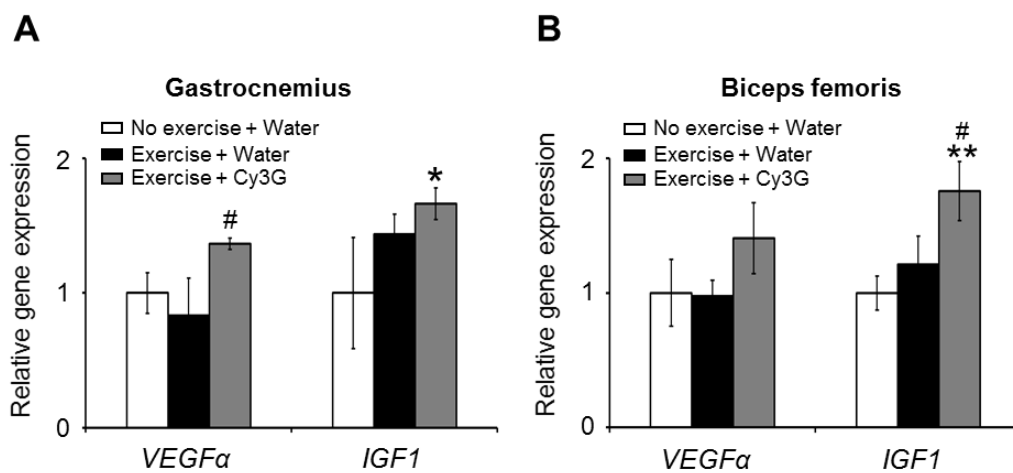 A
Gastrocnemius
No exercise + Water
Exercise + Water
Exercise + Cy3G
Relative gene expression
2
1
0
#
*
VEGFα
IGF1
B
Biceps femoris
No exercise + Water
Exercise + Water
Exercise + Cy3G
Relative gene expression
2
1
0
#
**
VEGFα
IGF1